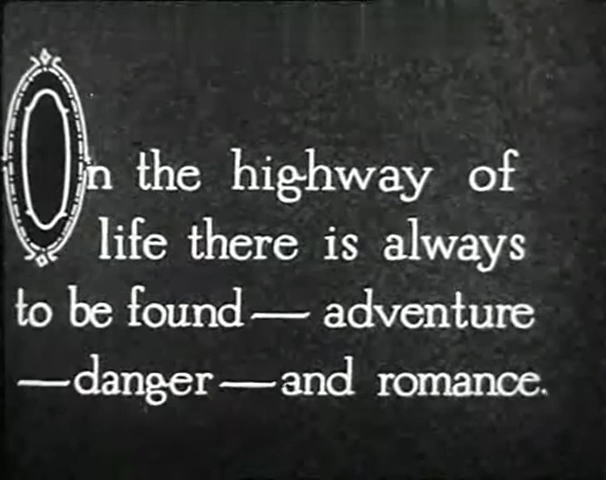 On the highway of
life there is always
to be found — adventure
— danger — and romance.